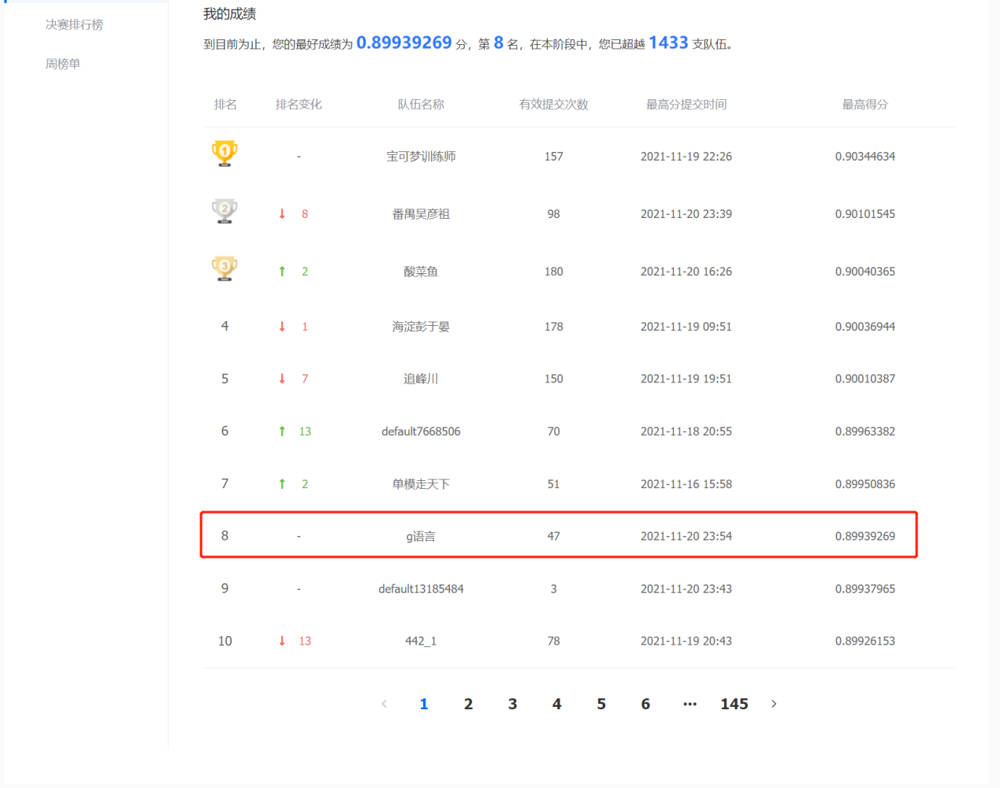 决赛排行榜
周榜单
我的成绩
到目前为止，您的最好成绩为 0.89939269 分，第 8 名，在本阶段中，您已超越 1433 支队伍。
排名 排名变化 队伍名称 有效提交次数 最高分提交时间 最高得分
1 - 宝可梦训练师 157 2021-11-19 22:26 0.90344634
2 ↓ 8 番禺吴彦祖 98 2021-11-20 23:39 0.90101545
3 ↑ 2 酸菜鱼 180 2021-11-20 16:26 0.90040365
4 ↓ 1 海淀彭于晏 178 2021-11-19 09:51 0.90036944
5 ↓ 7 追峰川 150 2021-11-19 19:51 0.90010387
6 ↑ 13 default7668506 70 2021-11-18 20:55 0.89963382
7 ↑ 2 单模走天下 51 2021-11-16 15:58 0.89950836
8 - g语言 47 2021-11-20 23:54 0.89939269
9 - default13185484 3 2021-11-20 23:43 0.89937965
10 ↓ 13 442_1 78 2021-11-19 20:43 0.89926153
‹ 1 2 3 4 5 6 ··· 145 ›